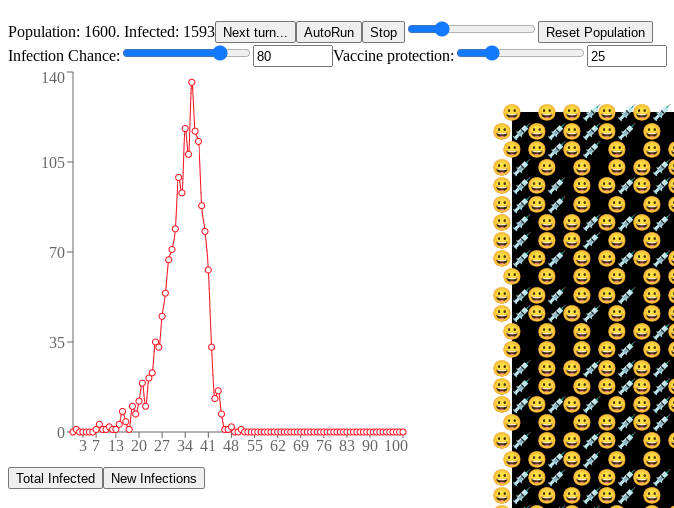 Population: 1600. Infected: 1593 Next turn... AutoRun Stop Reset Population
Infection Chance: 80 Vaccine protection: 25
140
105
70
35
0
3 7 13 20 27 34 41 48 55 62 69 76 83 90 100
Total Infected New Infections